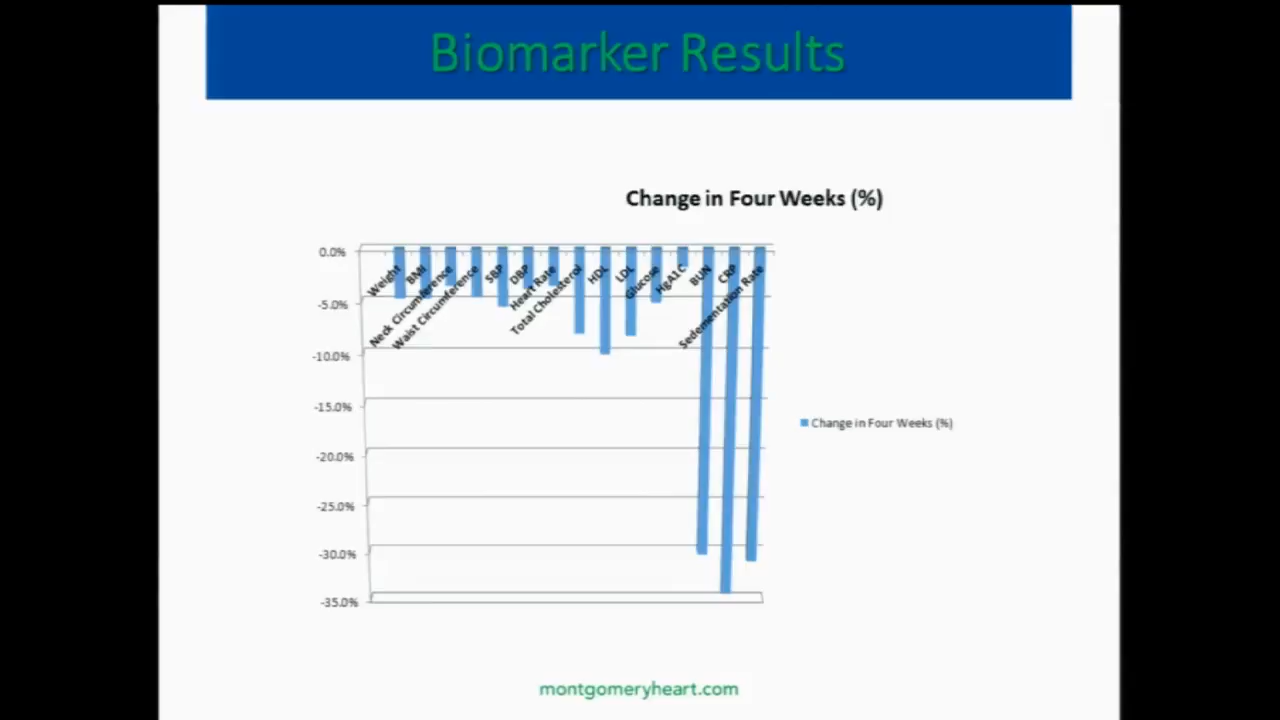 Biomarker Results
Change in Four Weeks (%)
0.0%
-5.0%
-10.0%
-15.0%
-20.0%
-25.0%
-30.0%
-35.0%
Weight
BMI
Neck Circumference
Waist Circumference
SBP
DBP
Heart Rate
Total Cholesterol
HDL
LDL
Glucose
HgA1C
BUN
CRP
Sedementation Rate
Change in Four Weeks (%)
montgomeryheart.com